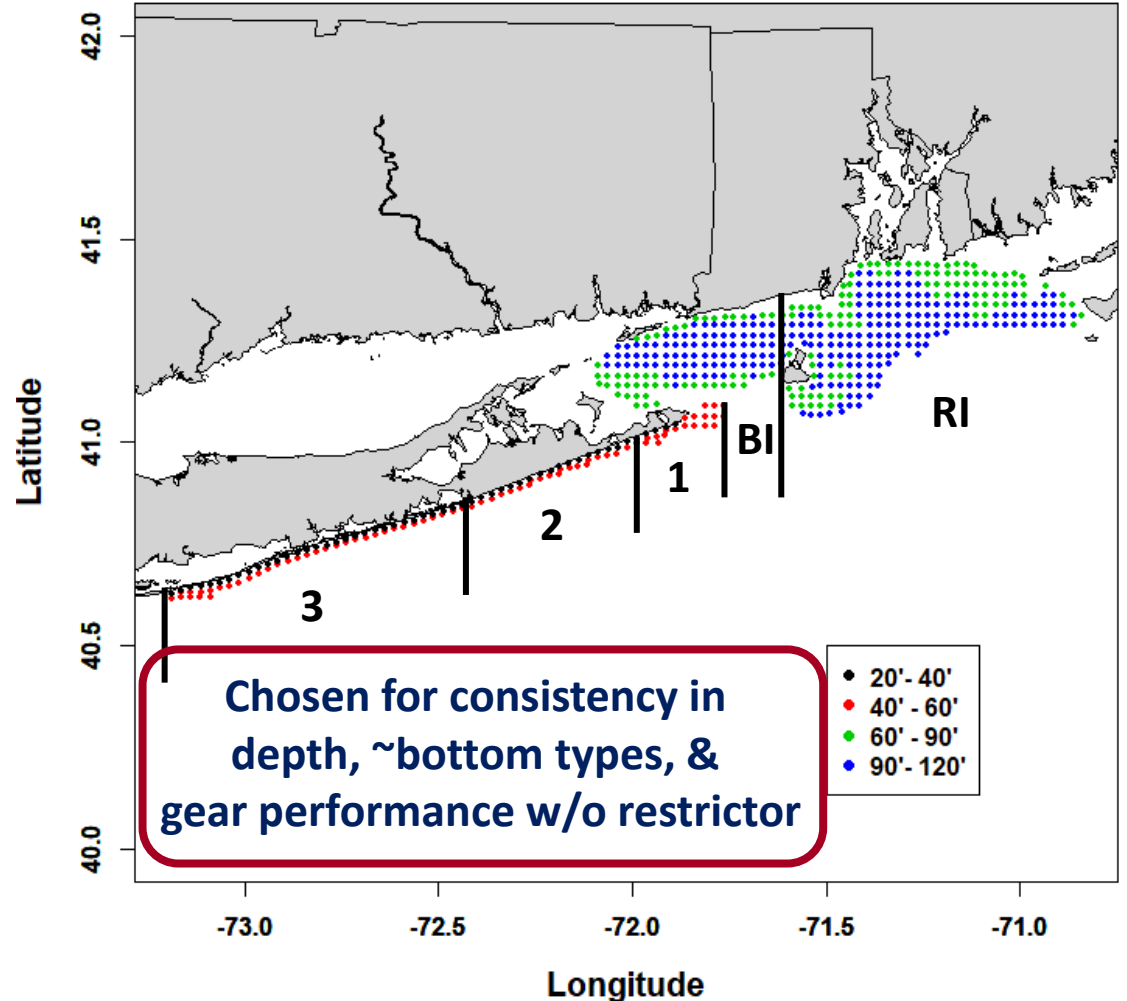 42.0
41.5
41.0
40.5
40.0
Latitude
RI
BI
1
2
3
Chosen for consistency in
depth, ~bottom types, &
gear performance w/o restrictor
20'- 40'
40' - 60'
60' - 90'
90'- 120'
-73.0 -72.5 -72.0 -71.5 -71.0
Longitude